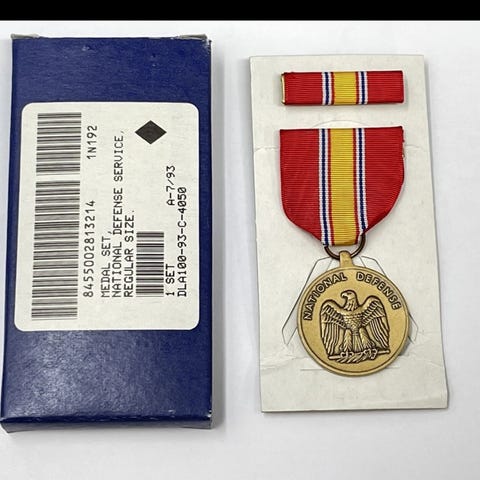 8455002813214 1N192
MEDAL SET,
NATIONAL DEFENSE SERVICE,
REGULAR SIZE.
1 SET A-7/93
DLA100-93-C-4050
NATIONAL DEFENSE